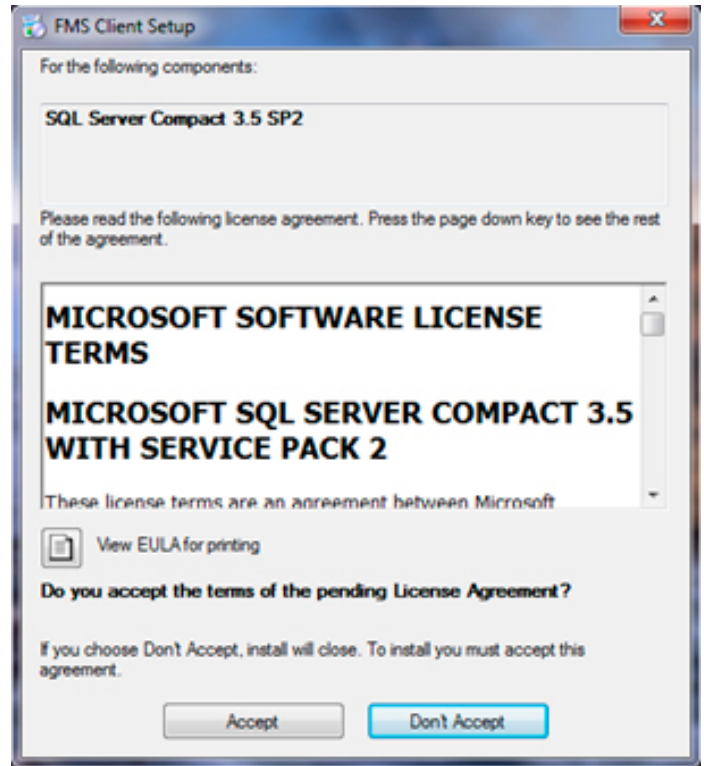 FMS Client Setup
For the following components:
SQL Server Compact 3.5 SP2
Please read the following license agreement. Press the page down key to see the rest
of the agreement.
MICROSOFT SOFTWARE LICENSE
TERMS
MICROSOFT SQL SERVER COMPACT 3.5
WITH SERVICE PACK 2
These license terms are an agreement between Microsoft
View EULA for printing
Do you accept the terms of the pending License Agreement?
If you choose Don't Accept, install will close. To install you must accept this
agreement.
Accept
Don't Accept